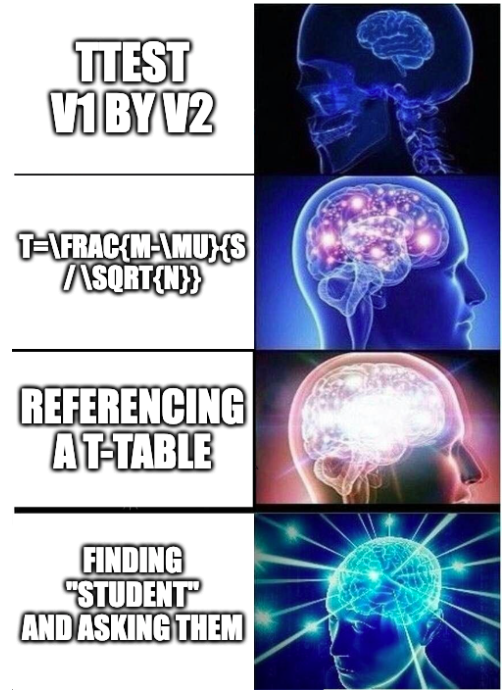 TTEST
V1 BY V2
T=\FRAC{M-\MU}{S
/ \SQRT{N}}
REFERENCING
A T-TABLE
FINDING
"STUDENT"
AND ASKING THEM